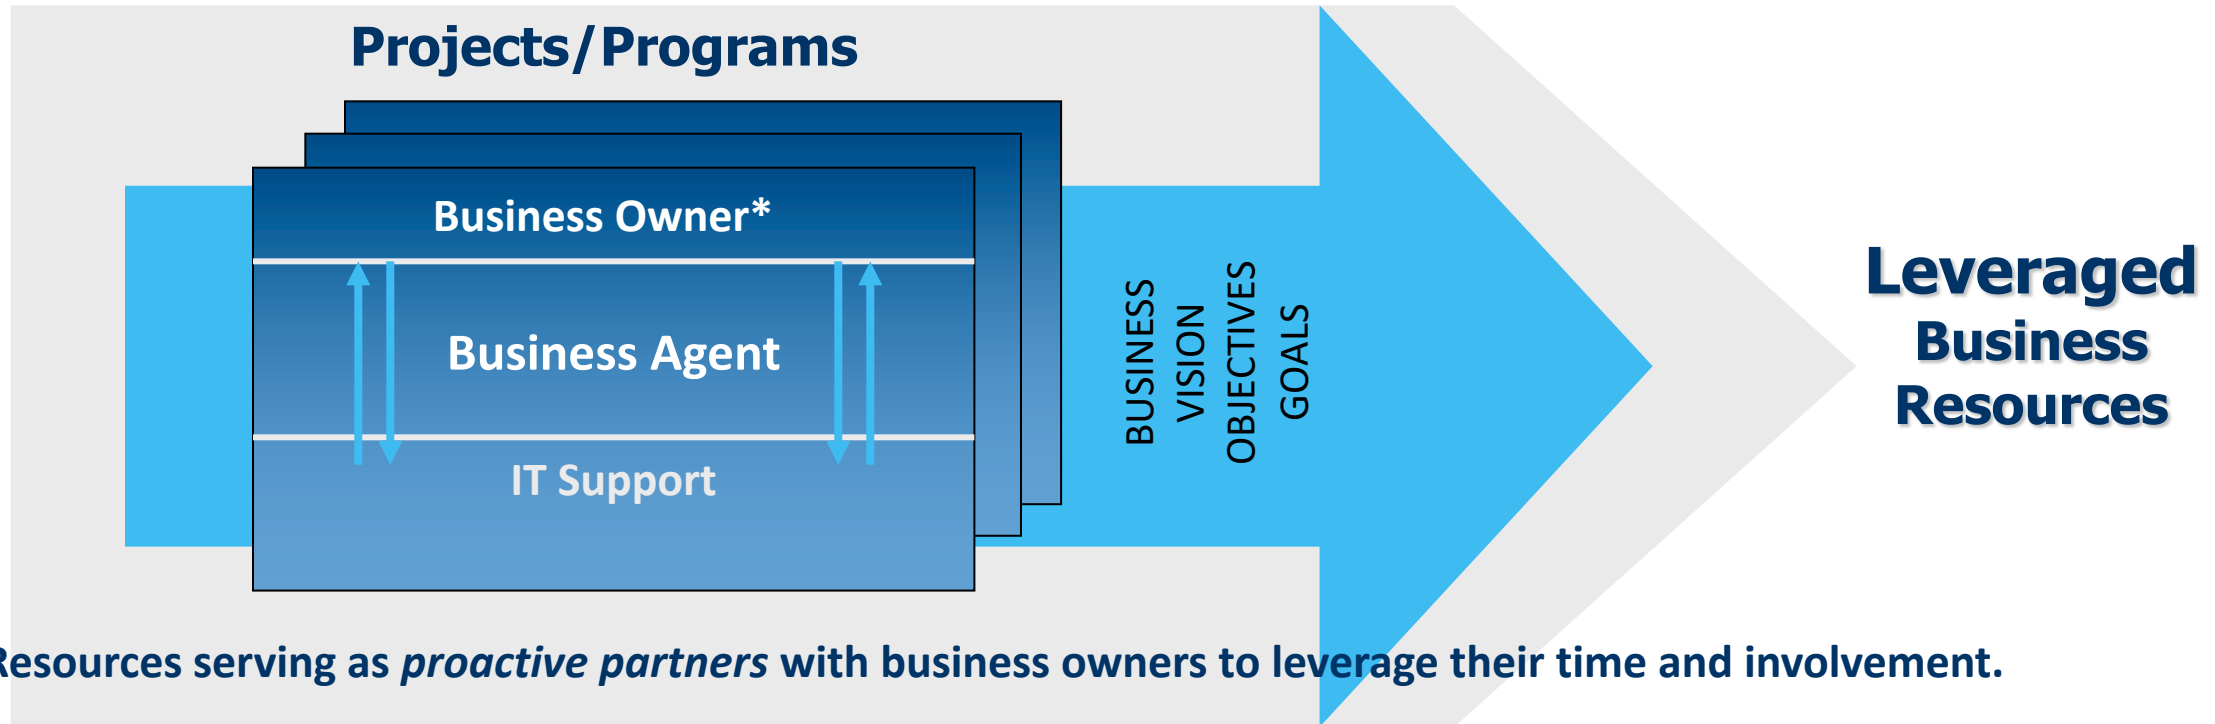 Projects/Programs
Business Owner*
Business Agent
IT Support
BUSINESS
VISION
OBJECTIVES
GOALS
Leveraged
Business
Resources
Resources serving as proactive partners with business owners to leverage their time and involvement.